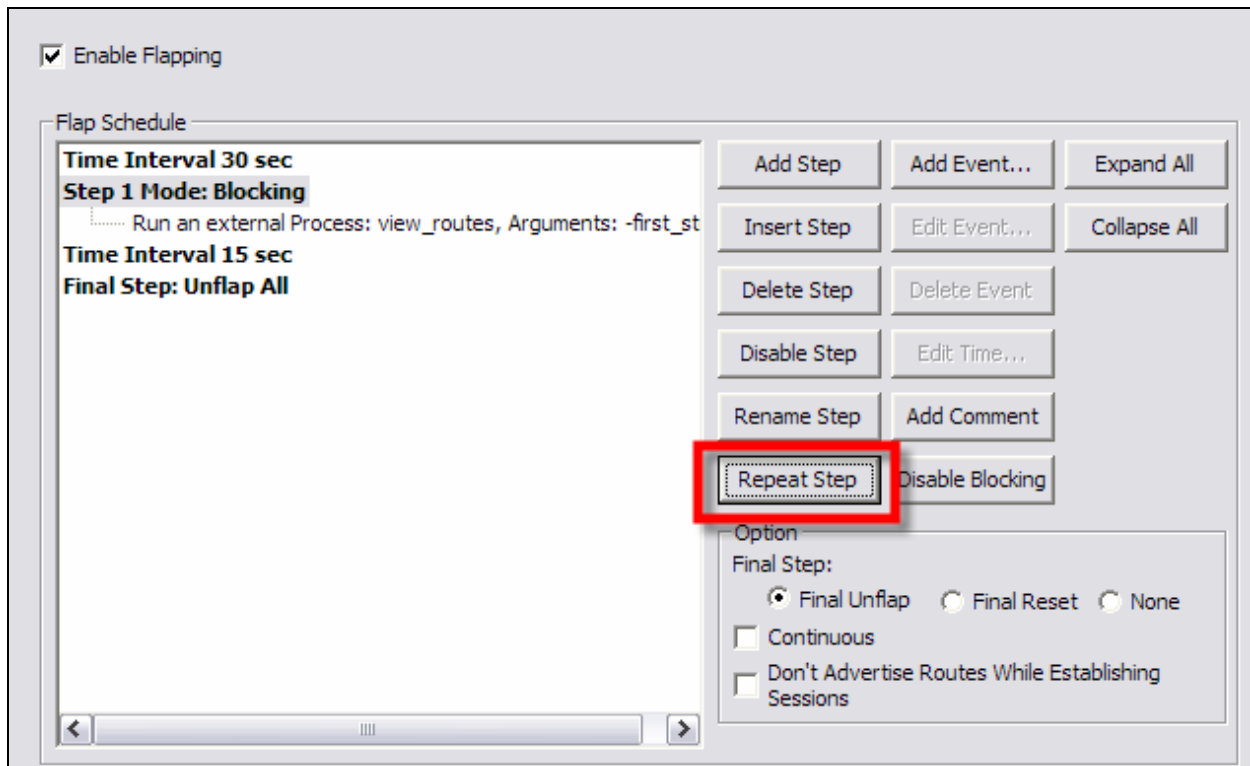 Enable Flapping
Flap Schedule
Time Interval 30 sec
Step 1 Mode: Blocking
Run an external Process: view_routes, Arguments: -first_st
Time Interval 15 sec
Final Step: Unflap All
Add Step
Add Event...
Expand All
Insert Step
Edit Event...
Collapse All
Delete Step
Delete Event
Disable Step
Edit Time...
Rename Step
Add Comment
Repeat Step
Disable Blocking
Option
Final Step:
Final Unflap
Final Reset
None
Continuous
Don't Advertise Routes While Establishing
Sessions